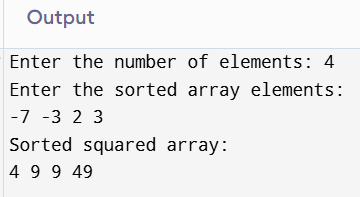 Output
Enter the number of elements: 4
Enter the sorted array elements:
-7 -3 2 3
Sorted squared array:
4 9 9 49